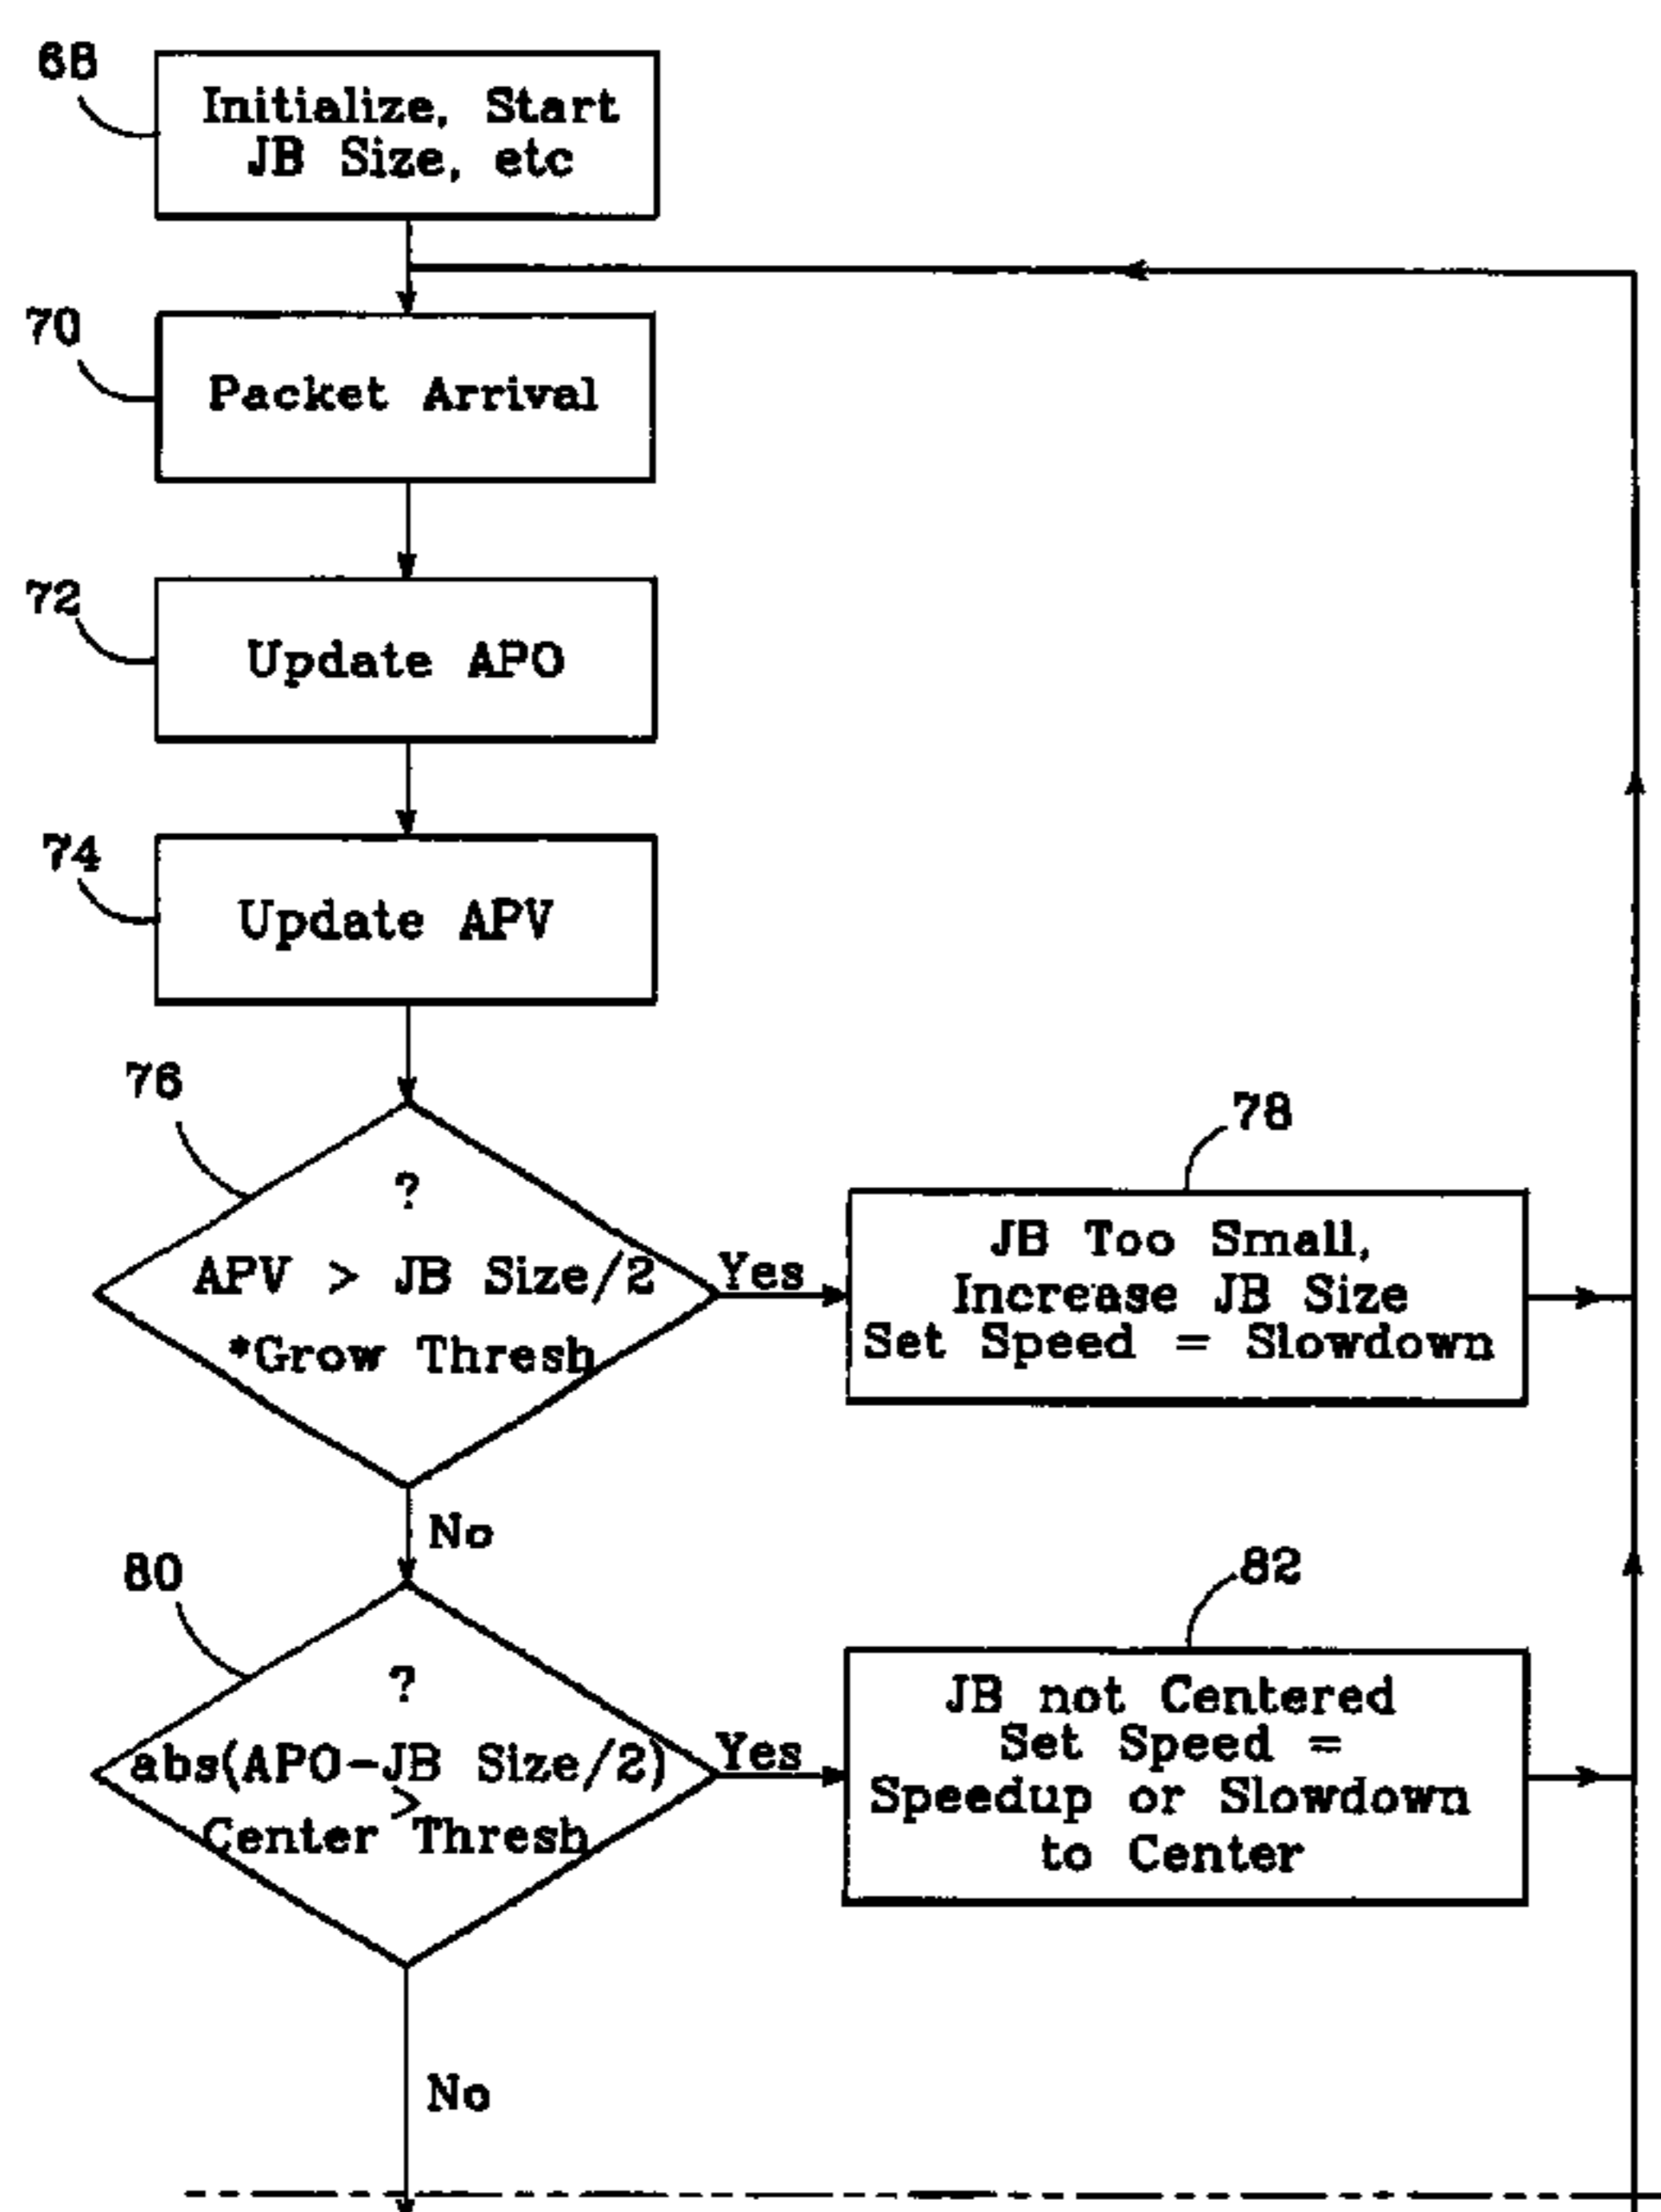 68
Initialize, Start
JB Size, etc
70
Packet Arrival
72
Update APO
74
Update APV
76
?
APV > JB Size/2
*Grow Thresh
Yes
78
JB Too Small,
Increase JB Size
Set Speed = Slowdown
No
80
?
abs(APO-JB Size/2)
>
Center Thresh
Yes
82
JB not Centered
Set Speed =
Speedup or Slowdown
to Center
No